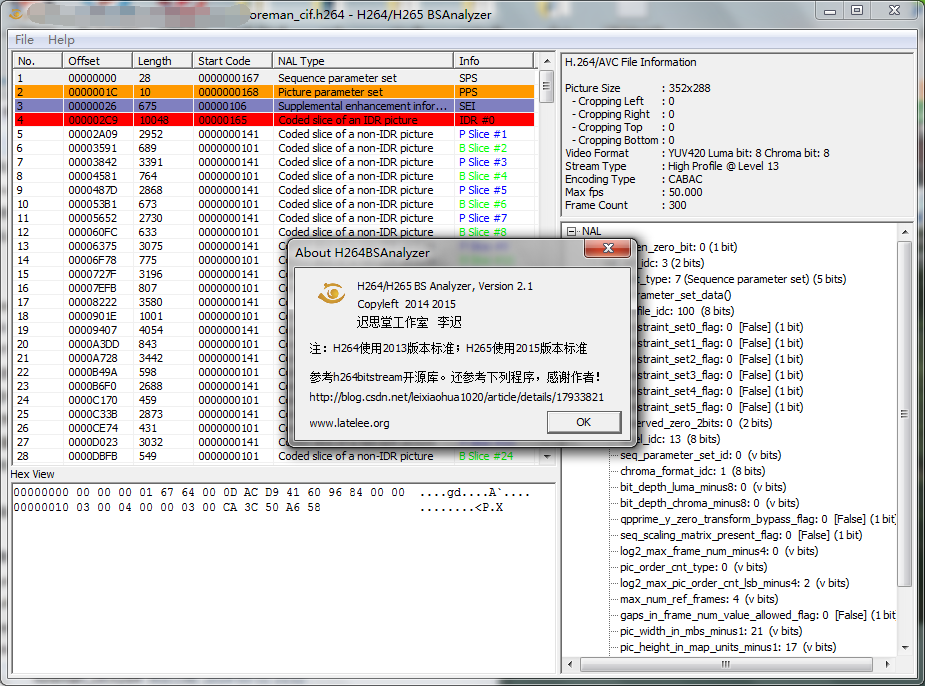 oreman_cif.h264 - H264/H265 BSAnalyzer
File Help
No. Offset Length Start Code NAL Type Info
1 00000000 28 0000000167 Sequence parameter set SPS
2 0000001C 10 0000000168 Picture parameter set PPS
3 00000026 675 00000106 Supplemental enhancement infor... SEI
4 000002C9 10048 00000165 Coded slice of an IDR picture IDR #0
5 00002A09 2952 0000000141 Coded slice of a non-IDR picture P Slice #1
6 00003591 689 0000000101 Coded slice of a non-IDR picture B Slice #2
7 00003842 3391 0000000141 Coded slice of a non-IDR picture P Slice #3
8 00004581 764 0000000101 Coded slice of a non-IDR picture B Slice #4
9 0000487D 2868 0000000141 Coded slice of a non-IDR picture P Slice #5
10 000053B1 673 0000000101 Coded slice of a non-IDR picture B Slice #6
11 00005652 2730 0000000141 Coded slice of a non-IDR picture P Slice #7
12 000060FC 633 0000000101 Coded slice of a non-IDR picture B Slice #8
13 00006375 3075 0000000141
14 00006F78 775 0000000101
15 0000727F 3196 0000000141
16 00007EFB 807 0000000101
17 00008222 3580 0000000141
18 0000901E 1001 0000000101
19 00009407 4054 0000000141
20 0000A3DD 843 0000000101
21 0000A728 3442 0000000141
22 0000B49A 598 0000000101
23 0000B6F0 2688 0000000141
24 0000C170 459 0000000101
25 0000C33B 2873 0000000141
26 0000CE74 431 0000000101
27 0000D023 3032 0000000141
28 0000DBFB 549 0000000101 Coded slice of a non-IDR picture B Slice #24
H.264/AVC File Information
Picture Size : 352x288
- Cropping Left : 0
- Cropping Right : 0
- Cropping Top : 0
- Cropping Bottom : 0
Video Format : YUV420 Luma bit: 8 Chroma bit: 8
Stream Type : High Profile @ Level 13
Encoding Type : CABAC
Max fps : 50.000
Frame Count : 300
NAL
en_zero_bit: 0 (1 bit)
_idc: 3 (2 bits)
_type: 7 (Sequence parameter set) (5 bits)
rameter_set_data()
file_idc: 100 (8 bits)
straint_set0_flag: 0 [False] (1 bit)
straint_set1_flag: 0 [False] (1 bit)
straint_set2_flag: 0 [False] (1 bit)
straint_set3_flag: 0 [False] (1 bit)
straint_set4_flag: 0 [False] (1 bit)
straint_set5_flag: 0 [False] (1 bit)
erved_zero_2bits: 0 (2 bits)
el_idc: 13 (8 bits)
seq_parameter_set_id: 0 (v bits)
chroma_format_idc: 1 (8 bits)
bit_depth_luma_minus8: 0 (v bits)
bit_depth_chroma_minus8: 0 (v bits)
qpprime_y_zero_transform_bypass_flag: 0 [False] (1 bit)
seq_scaling_matrix_present_flag: 0 [False] (1 bit)
log2_max_frame_num_minus4: 0 (v bits)
pic_order_cnt_type: 0 (v bits)
log2_max_pic_order_cnt_lsb_minus4: 2 (v bits)
max_num_ref_frames: 4 (v bits)
gaps_in_frame_num_value_allowed_flag: 0 [False] (1 bit
pic_width_in_mbs_minus1: 21 (v bits)
pic_height_in_map_units_minus1: 17 (v bits)
About H264BSAnalyzer
H264/H265 BS Analyzer, Version 2.1
Copyleft 2014 2015
迟思堂工作室 李迟
注：H264使用2013版本标准；H265使用2015版本标准
参考h264bitstream开源库。还参考下列程序，感谢作者！
http://blog.csdn.net/leixiaohua1020/article/details/17933821
www.latelee.org
OK
Hex View
00000000 00 00 00 01 67 64 00 0D AC D9 41 60 96 84 00 00 ....gd....A`....
00000010 03 00 04 00 00 03 00 CA 3C 50 A6 58 ........<P.X